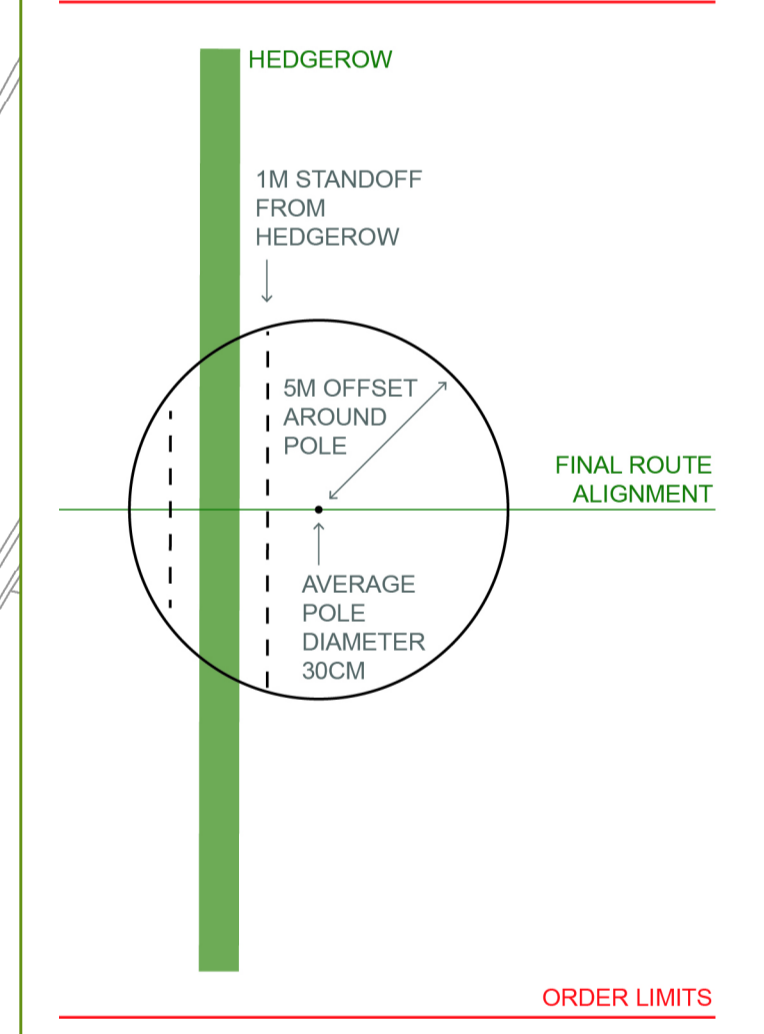 HEDGEROW
1M STANDOFF
FROM
HEDGEROW
5M OFFSET
AROUND
POLE
FINAL ROUTE
ALIGNMENT
AVERAGE
POLE
DIAMETER
30CM
ORDER LIMITS